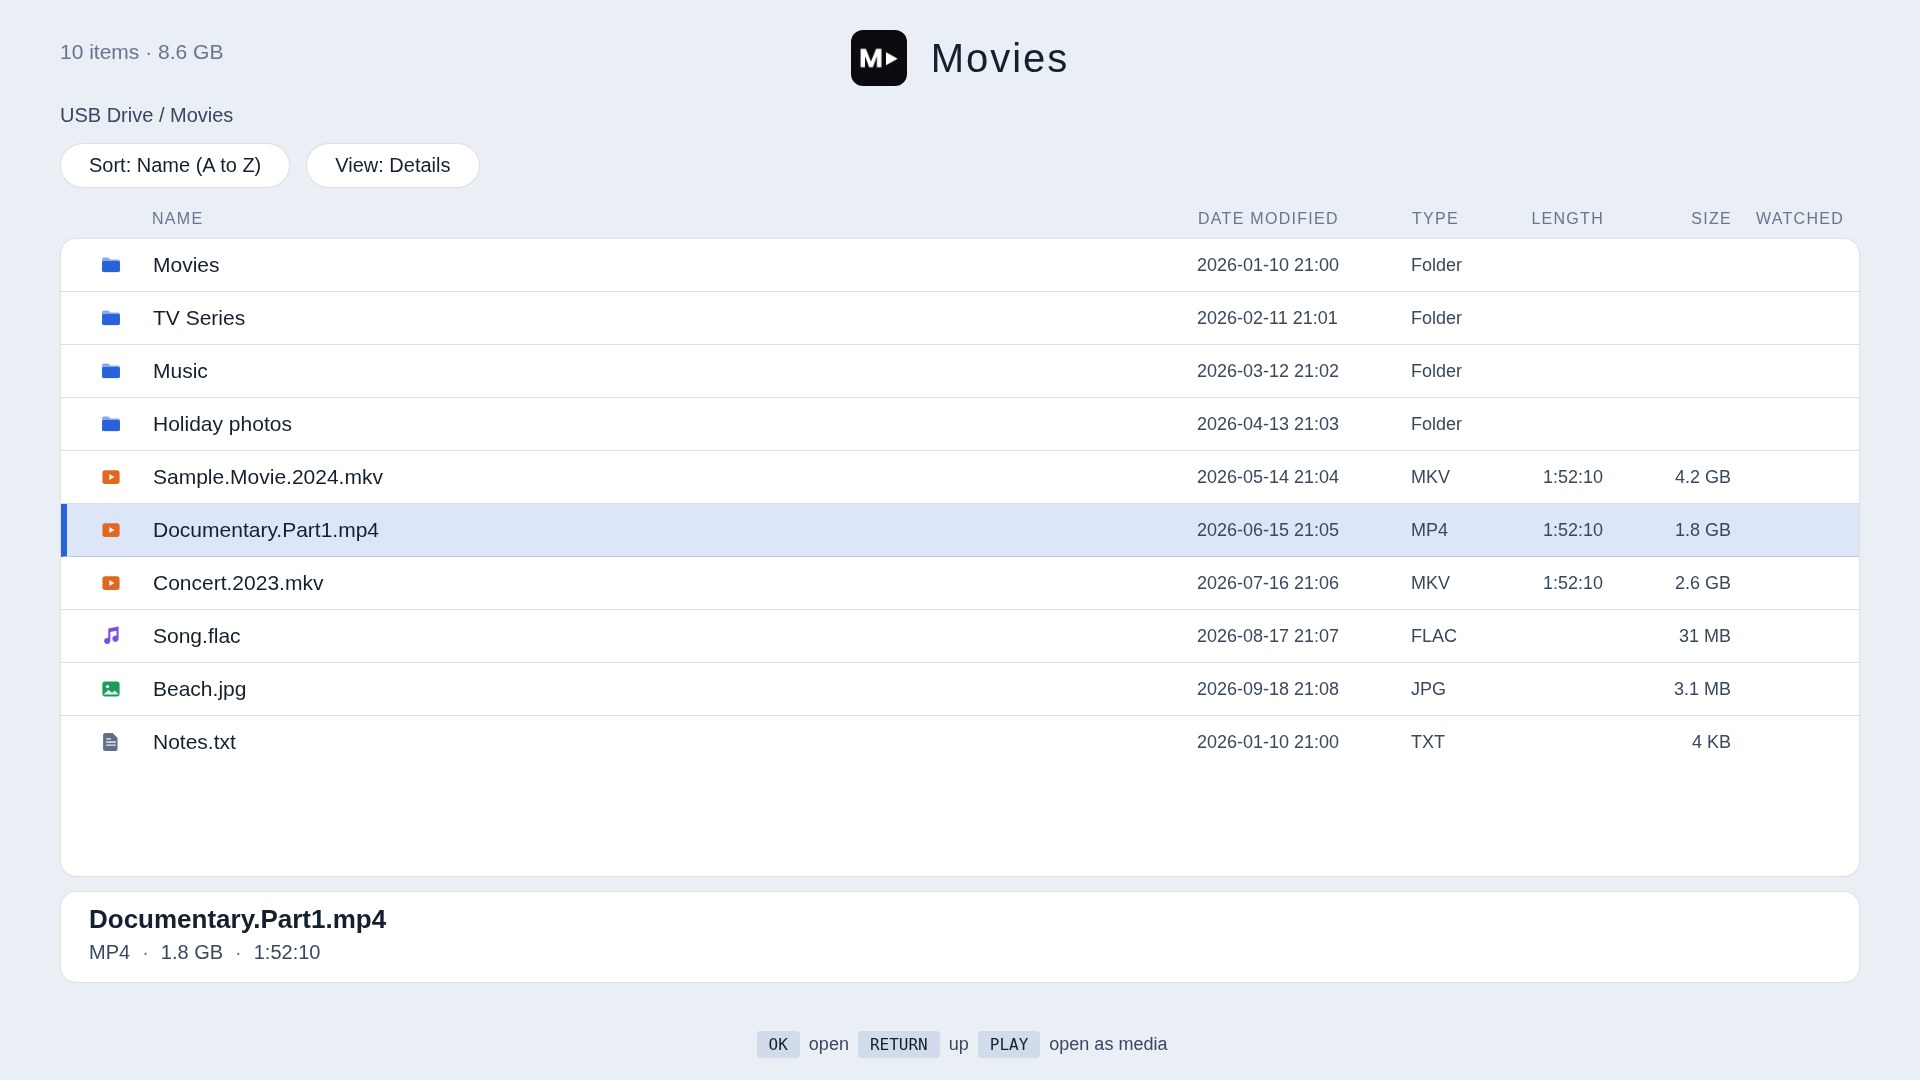 10 items · 8.6 GB
M Movies
USB Drive / Movies
Sort: Name (A to Z) View: Details
NAME DATE MODIFIED TYPE LENGTH SIZE WATCHED
Movies 2026-01-10 21:00 Folder
TV Series 2026-02-11 21:01 Folder
Music 2026-03-12 21:02 Folder
Holiday photos 2026-04-13 21:03 Folder
Sample.Movie.2024.mkv 2026-05-14 21:04 MKV 1:52:10 4.2 GB
Documentary.Part1.mp4 2026-06-15 21:05 MP4 1:52:10 1.8 GB
Concert.2023.mkv 2026-07-16 21:06 MKV 1:52:10 2.6 GB
Song.flac 2026-08-17 21:07 FLAC 31 MB
Beach.jpg 2026-09-18 21:08 JPG 3.1 MB
Notes.txt 2026-01-10 21:00 TXT 4 KB
Documentary.Part1.mp4
MP4 · 1.8 GB · 1:52:10
OK open RETURN up PLAY open as media